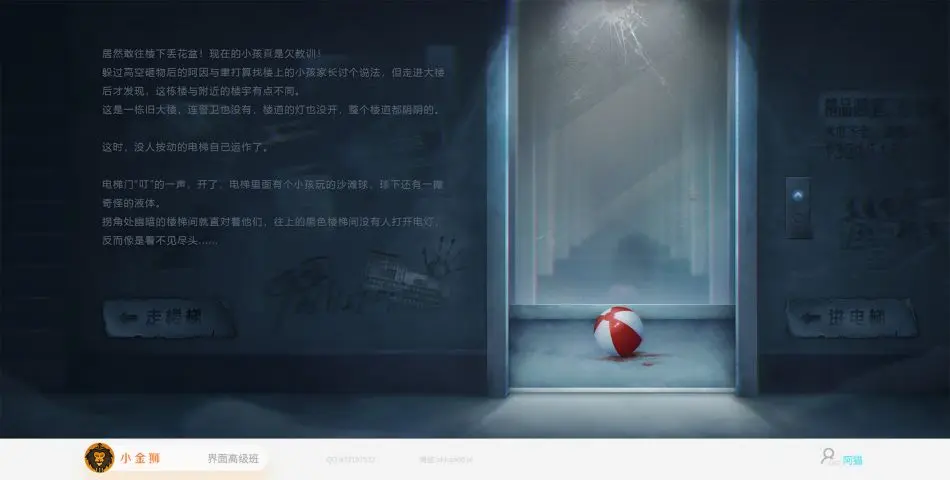 居然敢往楼下丢花盆！现在的小孩真是欠教训！
躲过高空砸物后的阿因与重打算找楼上的小孩家长讨个说法，但走进大楼
后才发现，这栋楼与附近的楼宇有点不同。
这是一栋旧大楼，连警卫也没有，楼道的灯也没开，整个楼道都阴阴的。
这时，没人按动的电梯自己运作了。
电梯门“叮”的一声，开了，电梯里面有个小孩玩的沙滩球，球下还有一撮
奇怪的液体。
拐角处幽暗的楼梯间就直对着他们，往上的黑色楼梯间没有人打开电灯，
反而像是看不见尽头……
走楼梯
进电梯
小金狮
界面高级班
阿猫